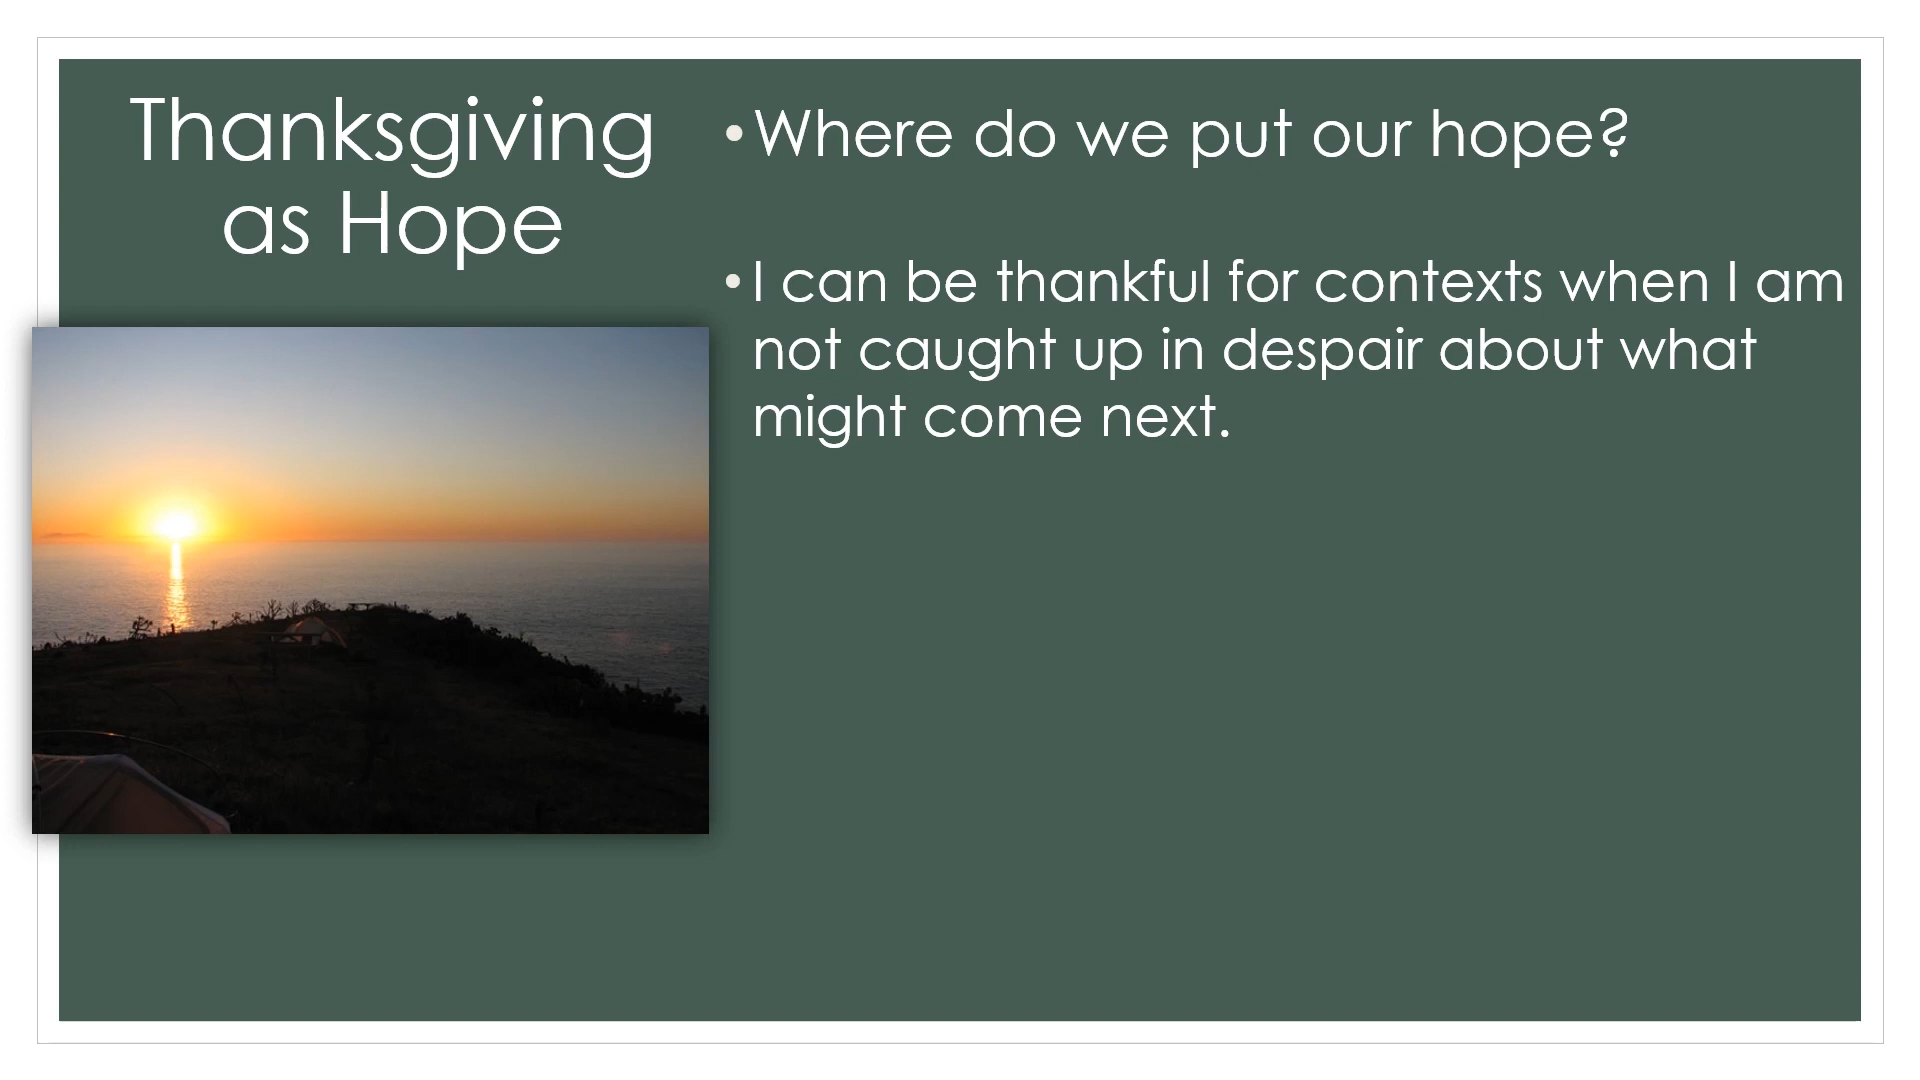 Thanksgiving
as Hope
•Where do we put our hope?
•I can be thankful for contexts when I am
not caught up in despair about what
might come next.